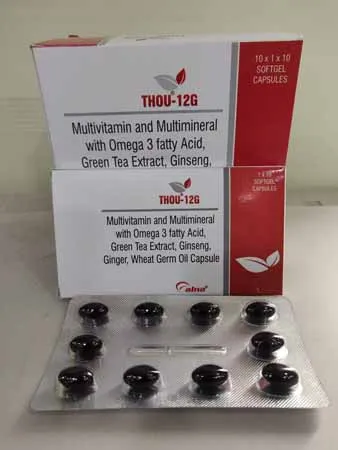 10 x 1 x 10
SOFTGEL
CAPSULES
THOU-12G
Multivitamin and Multimineral
with Omega 3 fatty Acid,
Green Tea Extract, Ginseng,
1 x 10
SOFTGEL
CAPSULES
THOU-12G
Multivitamin and Multimineral
with Omega 3 fatty Acid,
Green Tea Extract, Ginseng,
Ginger, Wheat Germ Oil Capsule